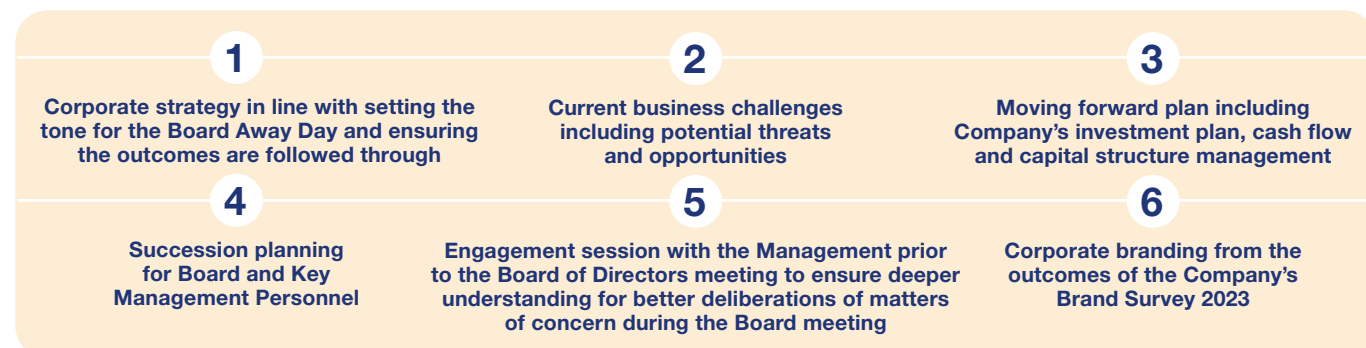 1
Corporate strategy in line with setting the
tone for the Board Away Day and ensuring
the outcomes are followed through
2
Current business challenges
including potential threats
and opportunities
3
Moving forward plan including
Company's investment plan, cash flow
and capital structure management
4
Succession planning
for Board and Key
Management Personnel
5
Engagement session with the Management prior
to the Board of Directors meeting to ensure deeper
understanding for better deliberations of matters
of concern during the Board meeting
6
Corporate branding from the
outcomes of the Company's
Brand Survey 2023